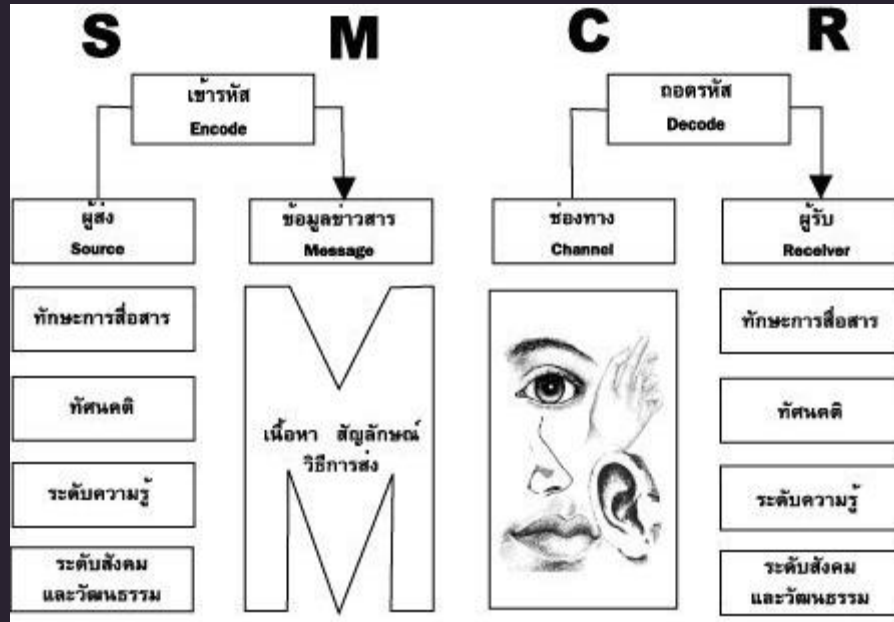 S M C R
เข้ารหัส
Encode
ถอดรหัส
Decode
ผู้ส่ง
Source
ข้อมูลข่าวสาร
Message
ช่องทาง
Channel
ผู้รับ
Receiver
ทักษะการสื่อสาร
ทัศนคติ
ระดับความรู้
ระดับสังคม
และวัฒนธรรม
เนื้อหา สัญลักษณ์
วิธีการส่ง
ทักษะการสื่อสาร
ทัศนคติ
ระดับความรู้
ระดับสังคม
และวัฒนธรรม